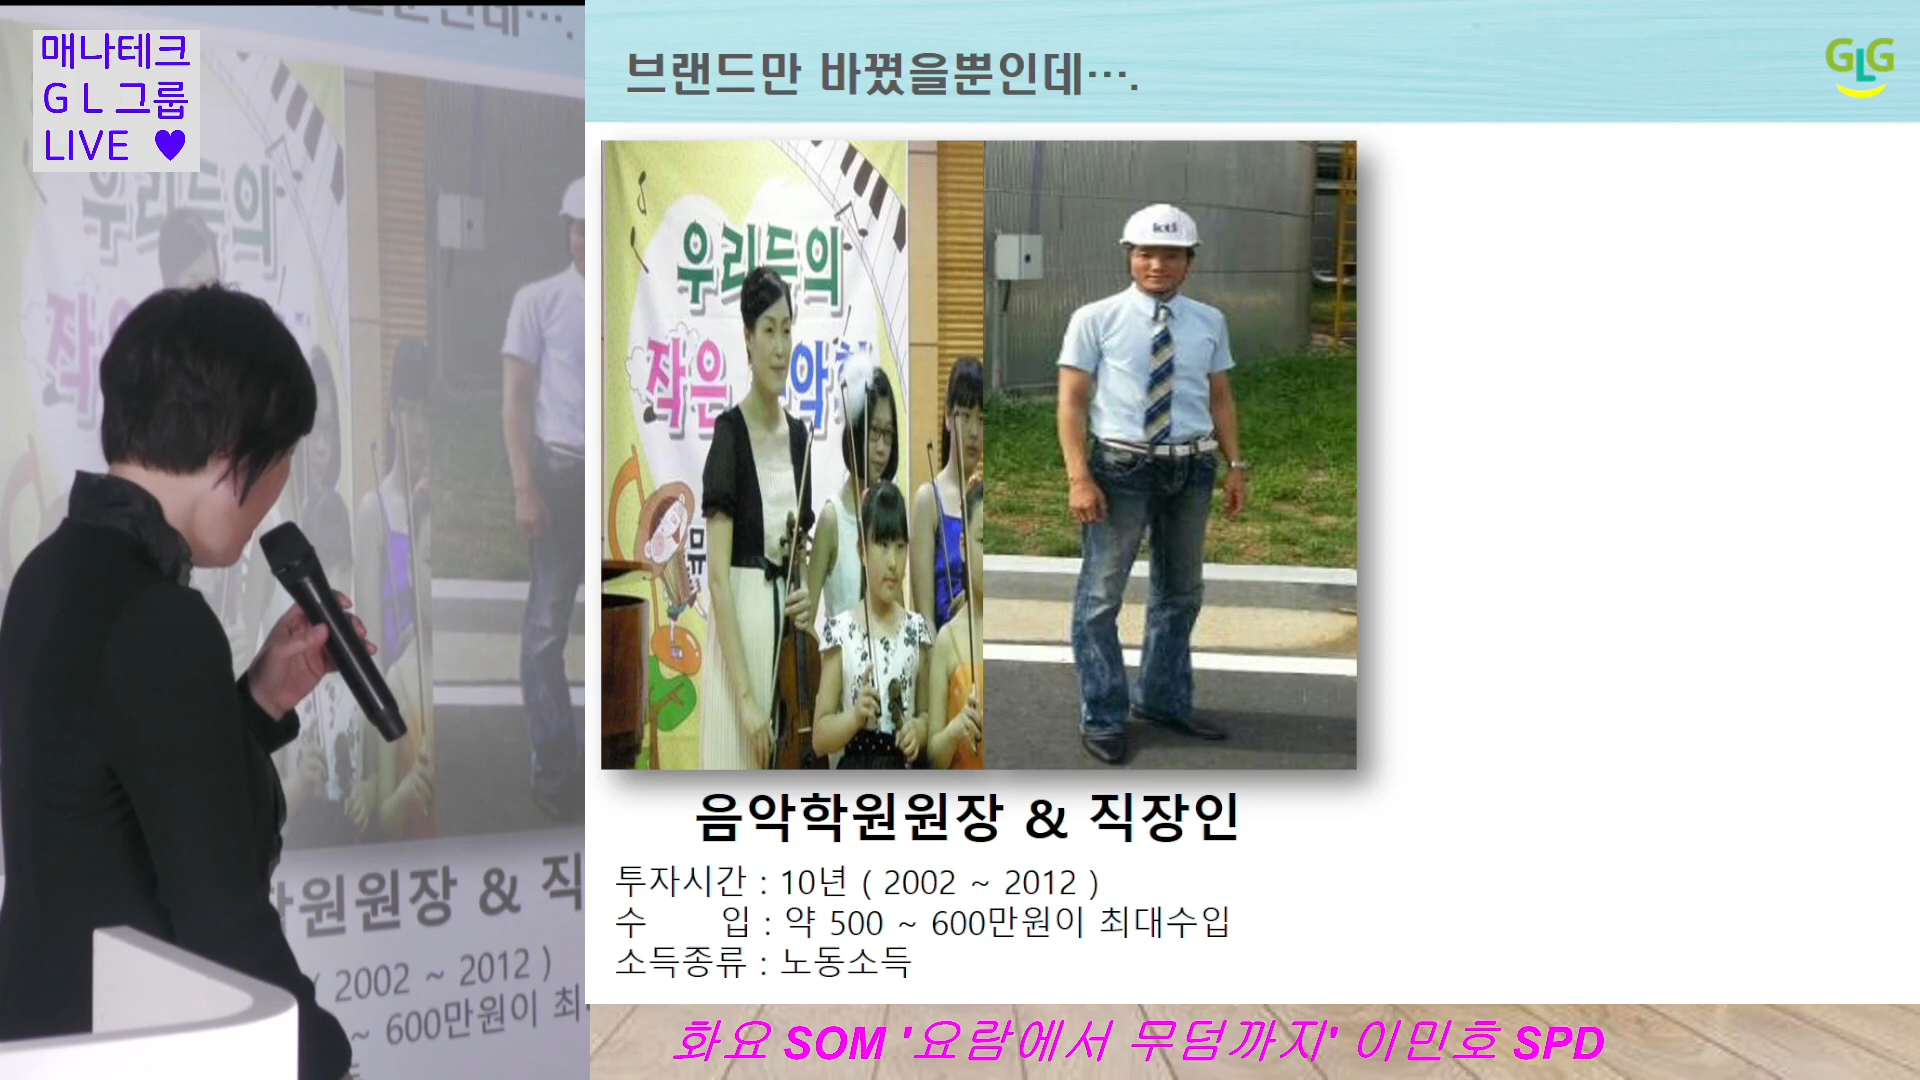 매나테크
G L 그룹
LIVE ♥
브랜드만 바꼈을뿐인데….
GLG
우리들의
작은
음악학원원장 & 직장인
투자시간 : 10년 ( 2002 ~ 2012 )
수 입 : 약 500 ~ 600만원이 최대수입
소득종류 : 노동소득
원원장 & 직
( 2002 ~ 2012 )
~ 600만원이 최
화요 SOM '요람에서 무덤까지' 이민호 SPD